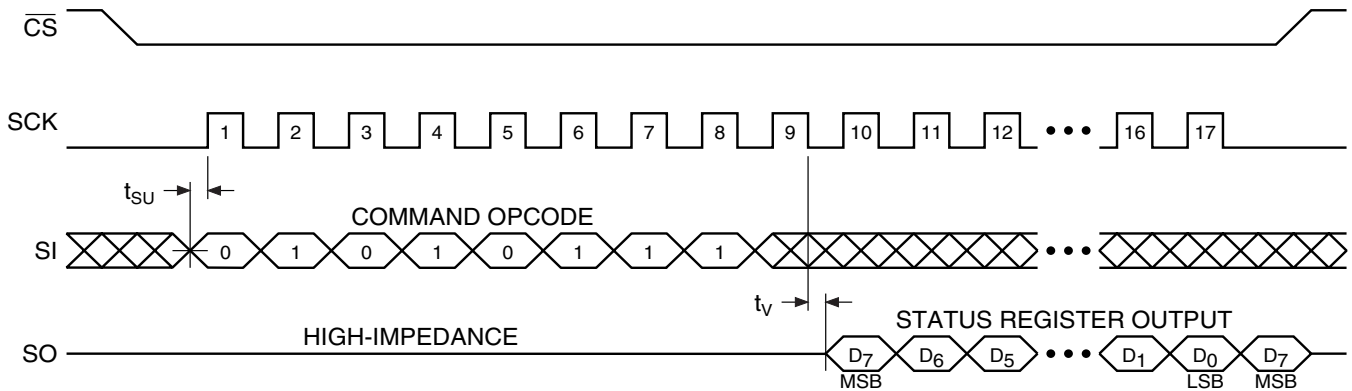 CS
SCK 1 2 3 4 5 6 7 8 9 10 11 12 ••• 16 17
tSU
COMMAND OPCODE
SI 0 1 0 1 0 1 1 1 •••
tV
HIGH-IMPEDANCE STATUS REGISTER OUTPUT
SO D7 D6 D5 ••• D1 D0 D7
MSB LSB MSB